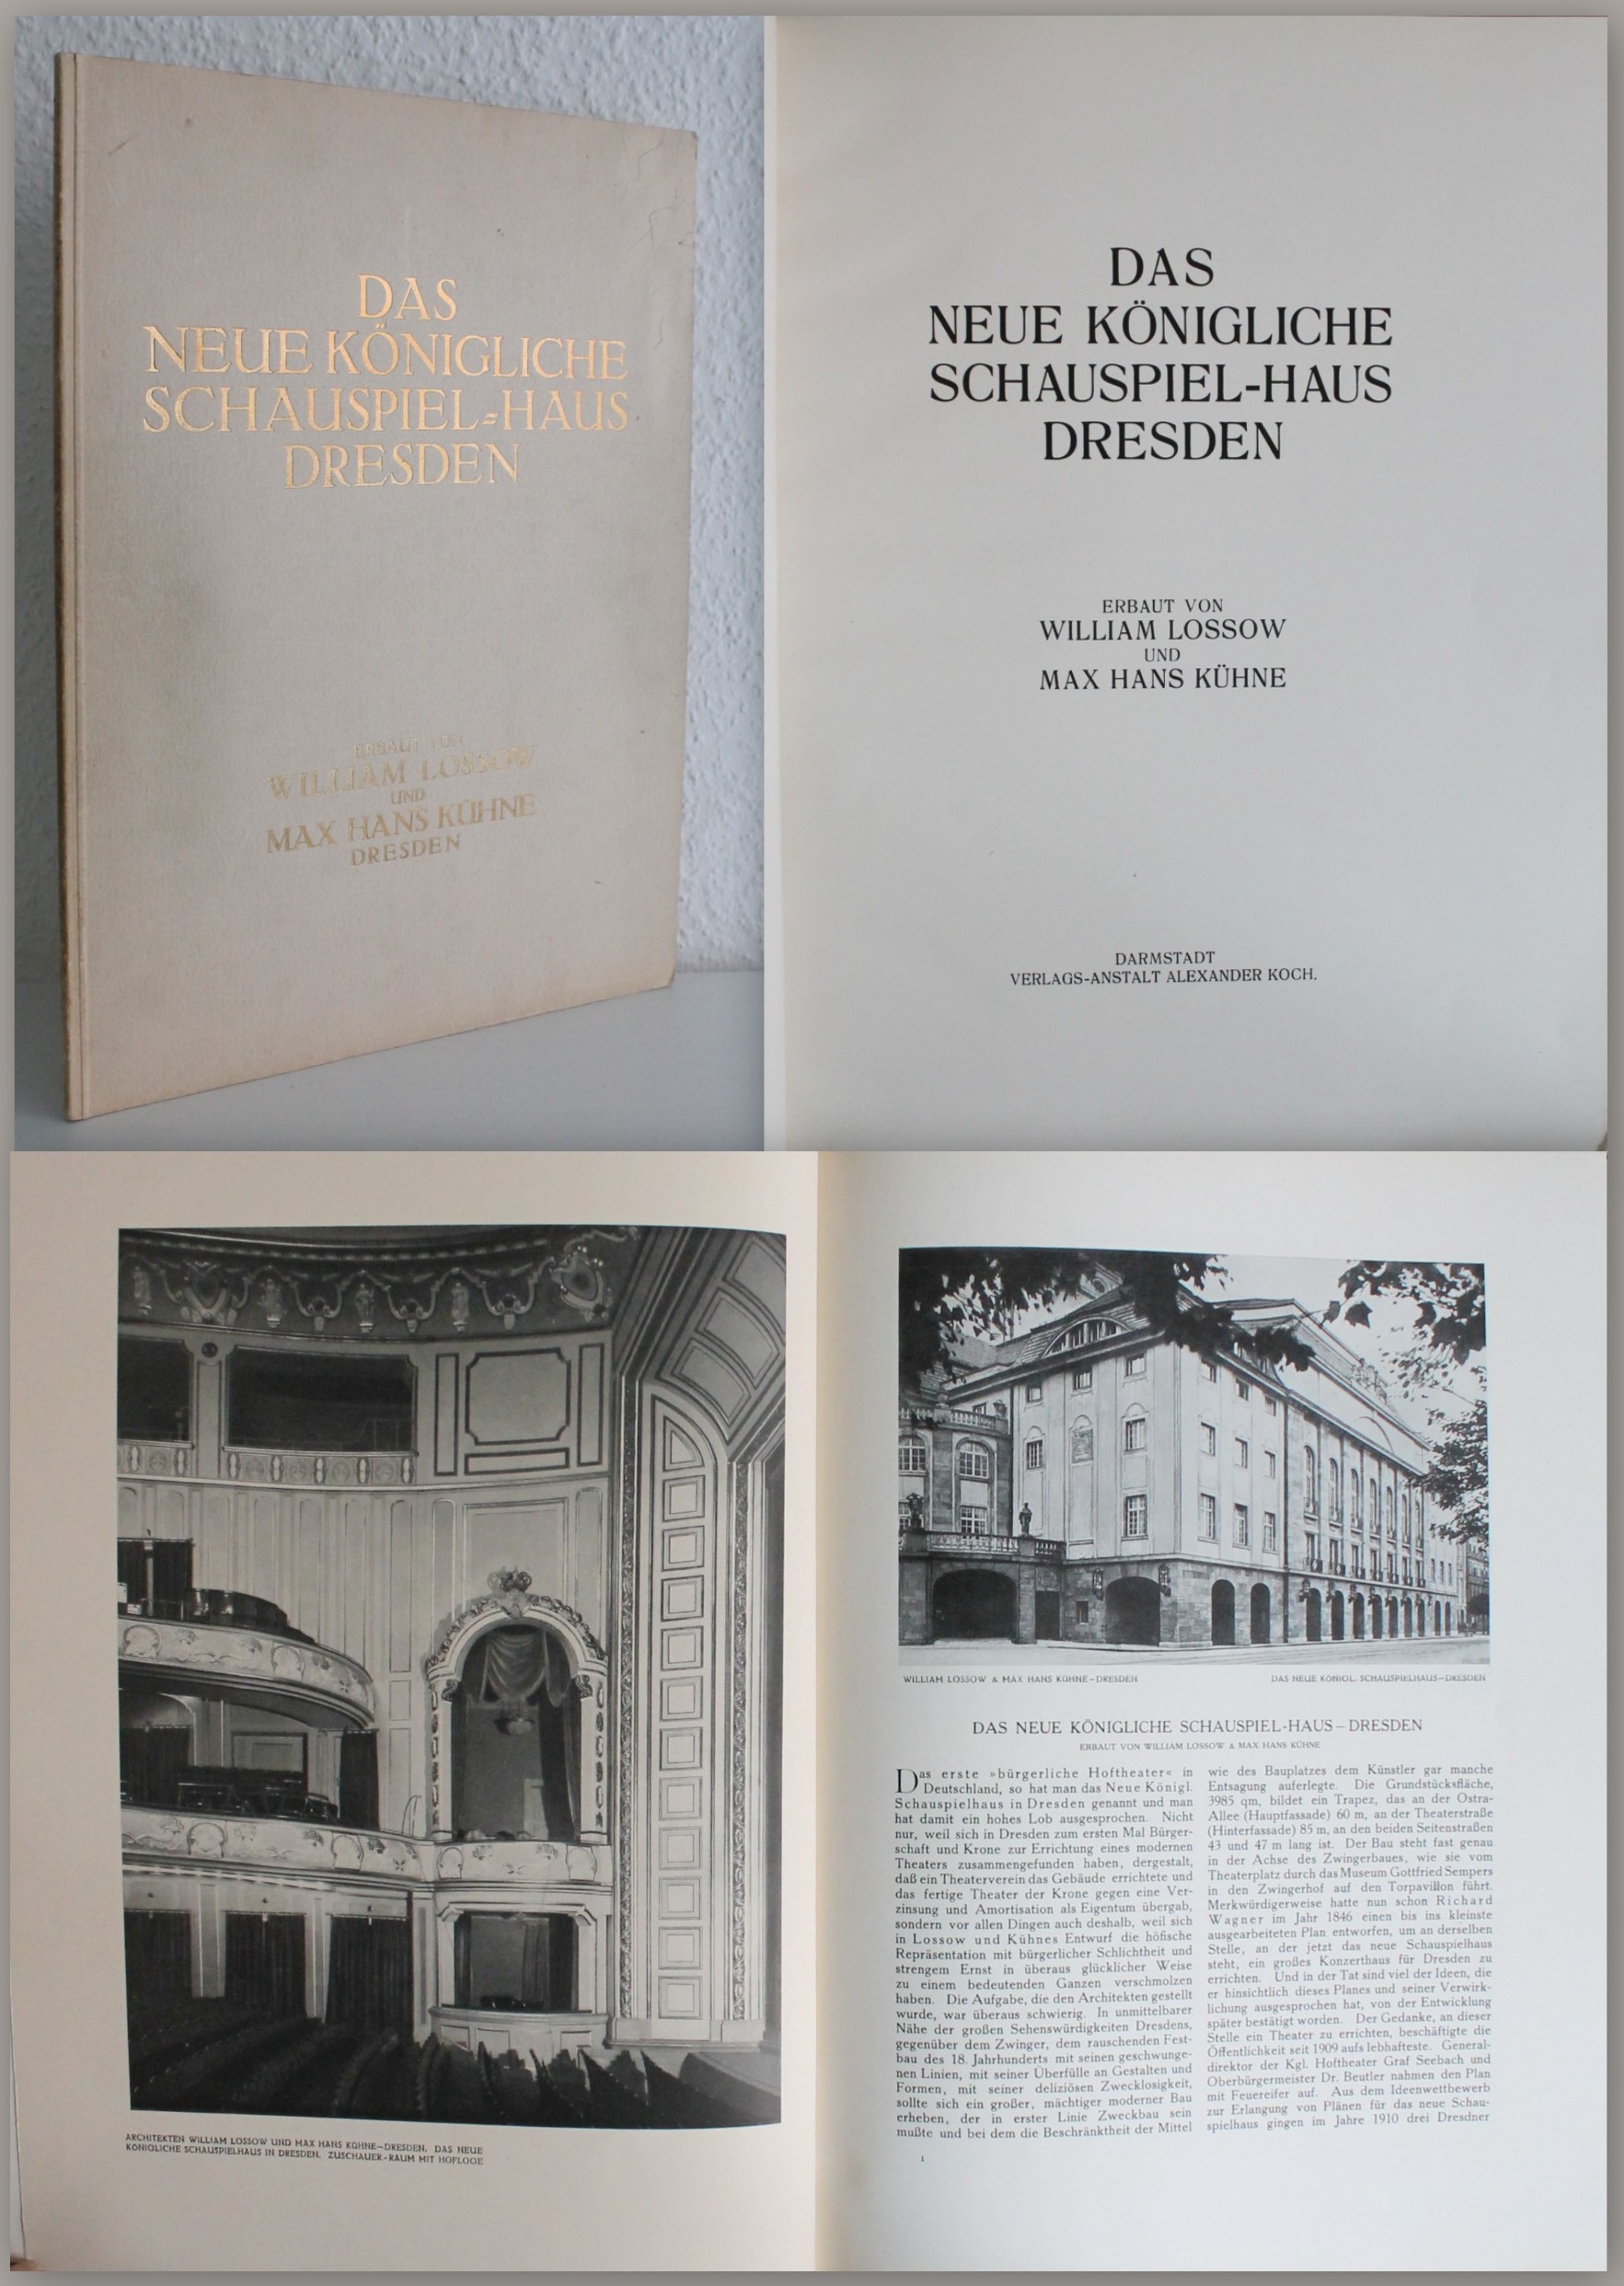 DAS
NEUE KÖNIGLICHE
SCHAUSPIEL-HAUS
DRESDEN
ERBAUT VON
WILLIAM LOSSOW
UND
MAX HANS KÜHNE
DRESDEN
DAS
NEUE KÖNIGLICHE
SCHAUSPIEL-HAUS
DRESDEN
ERBAUT VON
WILLIAM LOSSOW
UND
MAX HANS KÜHNE
DARMSTADT
VERLAGS-ANSTALT ALEXANDER KOCH.
ARCHITEKTEN WILLIAM LOSSOW UND MAX HANS KÜHNE–DRESDEN. DAS NEUE
KÖNIGLICHE SCHAUSPIELHAUS IN DRESDEN. ZUSCHAUER-RAUM MIT HOFLOGE
WILLIAM LOSSOW & MAX HANS KÜHNE–DRESDEN
DAS NEUE KÖNIGL. SCHAUSPIELHAUS–DRESDEN
DAS NEUE KÖNIGLICHE SCHAUSPIEL-HAUS – DRESDEN
ERBAUT VON WILLIAM LOSSOW & MAX HANS KÜHNE
Das erste »bürgerliche Hoftheater« in
Deutschland, so hat man das Neue Königl.
Schauspielhaus in Dresden genannt und man
hat damit ein hohes Lob ausgesprochen. Nicht
nur, weil sich in Dresden zum ersten Mal Bürger-
schaft und Krone zur Errichtung eines modernen
Theaters zusammengefunden haben, dergestalt,
daß ein Theaterverein das Gebäude errichtete und
das fertige Theater der Krone gegen eine Ver-
zinsung und Amortisation als Eigentum übergab,
sondern vor allen Dingen auch deshalb, weil sich
in Lossow und Kühnes Entwurf die höfische
Repräsentation mit bürgerlicher Schlichtheit und
strengem Ernst in überaus glücklicher Weise
zu einem bedeutenden Ganzen verschmolzen
haben. Die Aufgabe, die den Architekten gestellt
wurde, war überaus schwierig. In unmittelbarer
Nähe der großen Sehenswürdigkeiten Dresdens,
gegenüber dem Zwinger, dem rauschenden Fest-
bau des 18. Jahrhunderts mit seinen geschwunge-
nen Linien, mit seiner Überfülle an Gestalten und
Formen, mit seiner deliziösen Zwecklosigkeit,
sollte sich ein großer, mächtiger moderner Bau
erheben, der in erster Linie Zweckbau sein
mußte und bei dem die Beschränktheit der Mittel
wie des Bauplatzes dem Künstler gar manche
Entsagung auferlegte. Die Grundstücksfläche,
3985 qm, bildet ein Trapez, das an der Ostra-
Allee (Hauptfassade) 60 m, an der Theaterstraße
(Hinterfassade) 85 m, an den beiden Seitenstraßen
43 und 47 m lang ist. Der Bau steht fast genau
in der Achse des Zwingerbaues, wie sie vom
Theaterplatz durch das Museum Gottfried Sempers
in den Zwingerhof auf den Torpavillon führt.
Merkwürdigerweise hatte nun schon Richard
Wagner im Jahr 1846 einen bis ins kleinste
ausgearbeiteten Plan entworfen, um an derselben
Stelle, an der jetzt das neue Schauspielhaus
steht, ein großes Konzerthaus für Dresden zu
errichten. Und in der Tat sind viel der Ideen, die
er hinsichtlich dieses Planes und seiner Verwirk-
lichung ausgesprochen hat, von der Entwicklung
später bestätigt worden. Der Gedanke, an dieser
Stelle ein Theater zu errichten, beschäftigte die
Öffentlichkeit seit 1909 aufs lebhafteste. General-
direktor der Kgl. Hoftheater Graf Seebach und
Oberbürgermeister Dr. Beutler nahmen den Plan
mit Feuereifer auf. Aus dem Ideenwettbewerb
zur Erlangung von Plänen für das neue Schau-
spielhaus gingen im Jahre 1910 drei Dresdner
1